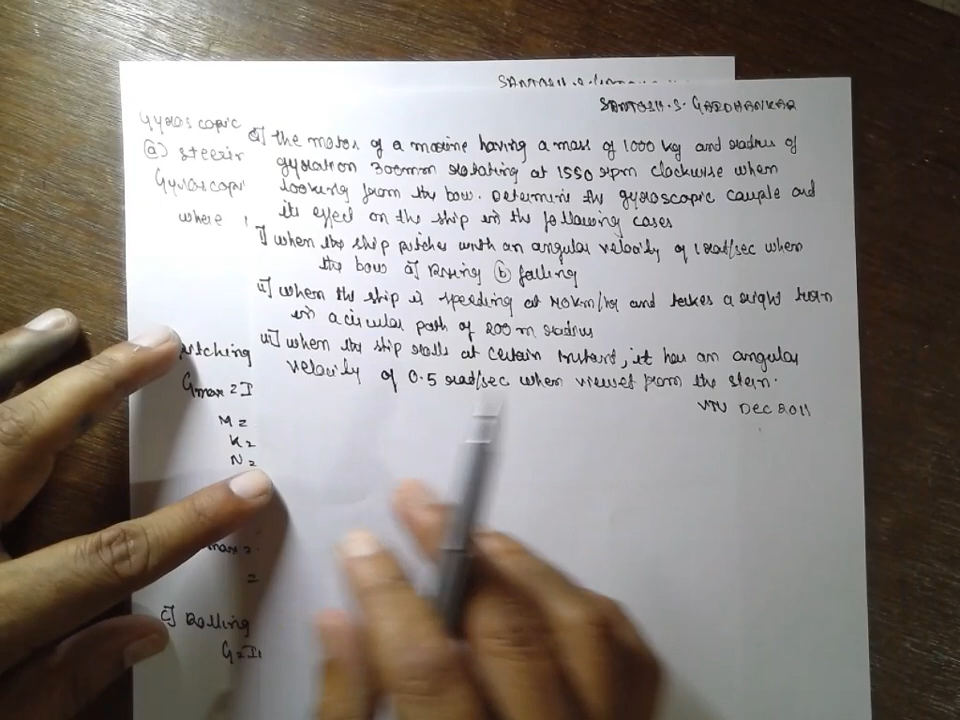 SANTOSH.S.
SANTOSH.S. GARDHANKAR
Gyroscopic
Q] The motor of a marine having a mass of 1000 kg and radius of
a) steerin
gyration 300mm rotating at 1550 rpm clockwise when
Gyroscopi
looking from the bow. Determine the gyroscopic couple and
where
its effect on the ship in the following cases
i] when the ship pitches with an angular velocity of 1 rad/sec when
the bow a] Rising b falling
ii] when the ship is speeding at 40km/hr and takes a right turn
in a circular path of 200 m radius
iii] when the ship rolls at certain instant, it has an angular
pitching
velocity of 0.5 rad/sec when viewed from the stern.
Gmax = I
VTU Dec 2011
M =
K =
N =
max =
=
c] Rolling
G = I